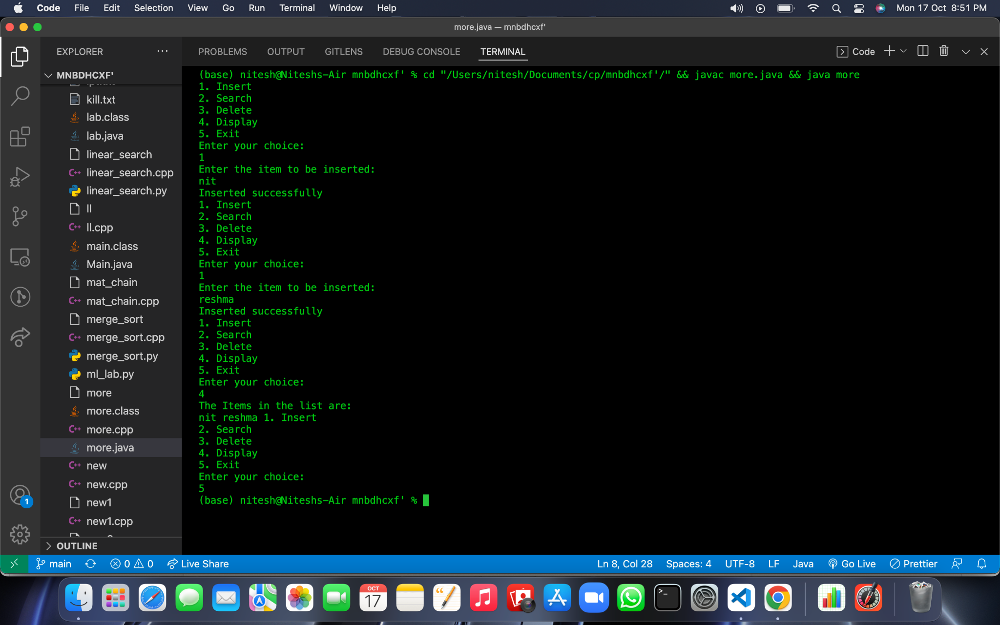 Code File Edit Selection View Go Run Terminal Window Help Mon 17 Oct 8:51 PM
more.java — mnbdhcxf'
EXPLORER
MNBDHCXF'
kill.txt
lab.class
lab.java
linear_search
linear_search.cpp
linear_search.py
ll
ll.cpp
main.class
Main.java
mat_chain
mat_chain.cpp
merge_sort
merge_sort.cpp
merge_sort.py
ml_lab.py
more
more.class
more.cpp
more.java
new
new.cpp
new1
new1.cpp
OUTLINE
1
PROBLEMS OUTPUT GITLENS DEBUG CONSOLE TERMINAL Code
(base) nitesh@Niteshs-Air mnbdhcxf' % cd "/Users/nitesh/Documents/cp/mnbdhcxf'/" && javac more.java && java more
1. Insert
2. Search
3. Delete
4. Display
5. Exit
Enter your choice:
1
Enter the item to be inserted:
nit
Inserted successfully
1. Insert
2. Search
3. Delete
4. Display
5. Exit
Enter your choice:
1
Enter the item to be inserted:
reshma
Inserted successfully
1. Insert
2. Search
3. Delete
4. Display
5. Exit
Enter your choice:
4
The Items in the list are:
nit reshma 1. Insert
2. Search
3. Delete
4. Display
5. Exit
Enter your choice:
5
(base) nitesh@Niteshs-Air mnbdhcxf' %
main 0 0 Live Share Ln 8, Col 28 Spaces: 4 UTF-8 LF Java Go Live Prettier
OCT
17